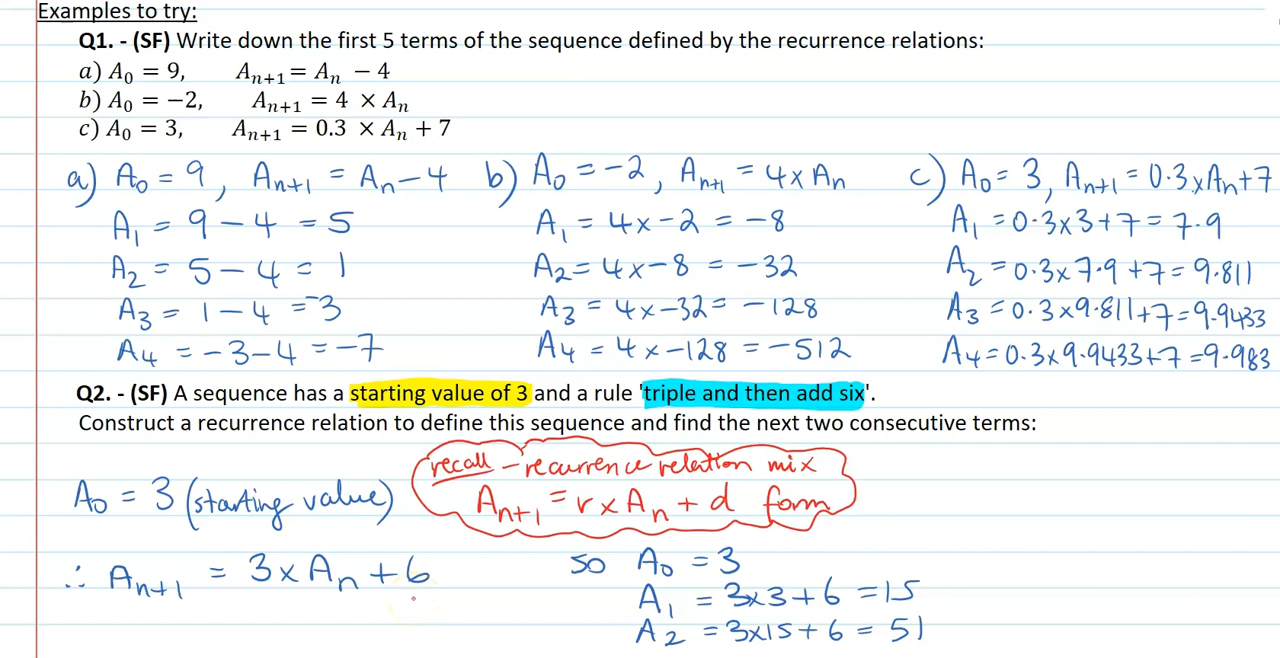 Examples to try:
Q1. - (SF) Write down the first 5 terms of the sequence defined by the recurrence relations:
a) A₀ = 9, Aₙ₊₁ = Aₙ − 4
b) A₀ = −2, Aₙ₊₁ = 4 × Aₙ
c) A₀ = 3, Aₙ₊₁ = 0.3 × Aₙ + 7
a) A₀ = 9, Aₙ₊₁ = Aₙ − 4
A₁ = 9 − 4 = 5
A₂ = 5 − 4 = 1
A₃ = 1 − 4 = −3
A₄ = −3 − 4 = −7
b) A₀ = −2, Aₙ₊₁ = 4 × Aₙ
A₁ = 4 × −2 = −8
A₂ = 4 × −8 = −32
A₃ = 4 × −32 = −128
A₄ = 4 × −128 = −512
c) A₀ = 3, Aₙ₊₁ = 0.3 × Aₙ + 7
A₁ = 0.3 × 3 + 7 = 7.9
A₂ = 0.3 × 7.9 + 7 = 9.811
A₃ = 0.3 × 9.811 + 7 = 9.9433
A₄ = 0.3 × 9.9433 + 7 = 9.983
Q2. - (SF) A sequence has a starting value of 3 and a rule 'triple and then add six'.
Construct a recurrence relation to define this sequence and find the next two consecutive terms:
A₀ = 3 (starting value)
recall - recurrence relation mix
Aₙ₊₁ = r × Aₙ + d form
∴ Aₙ₊₁ = 3 × Aₙ + 6
so A₀ = 3
A₁ = 3 × 3 + 6 = 15
A₂ = 3 × 15 + 6 = 51